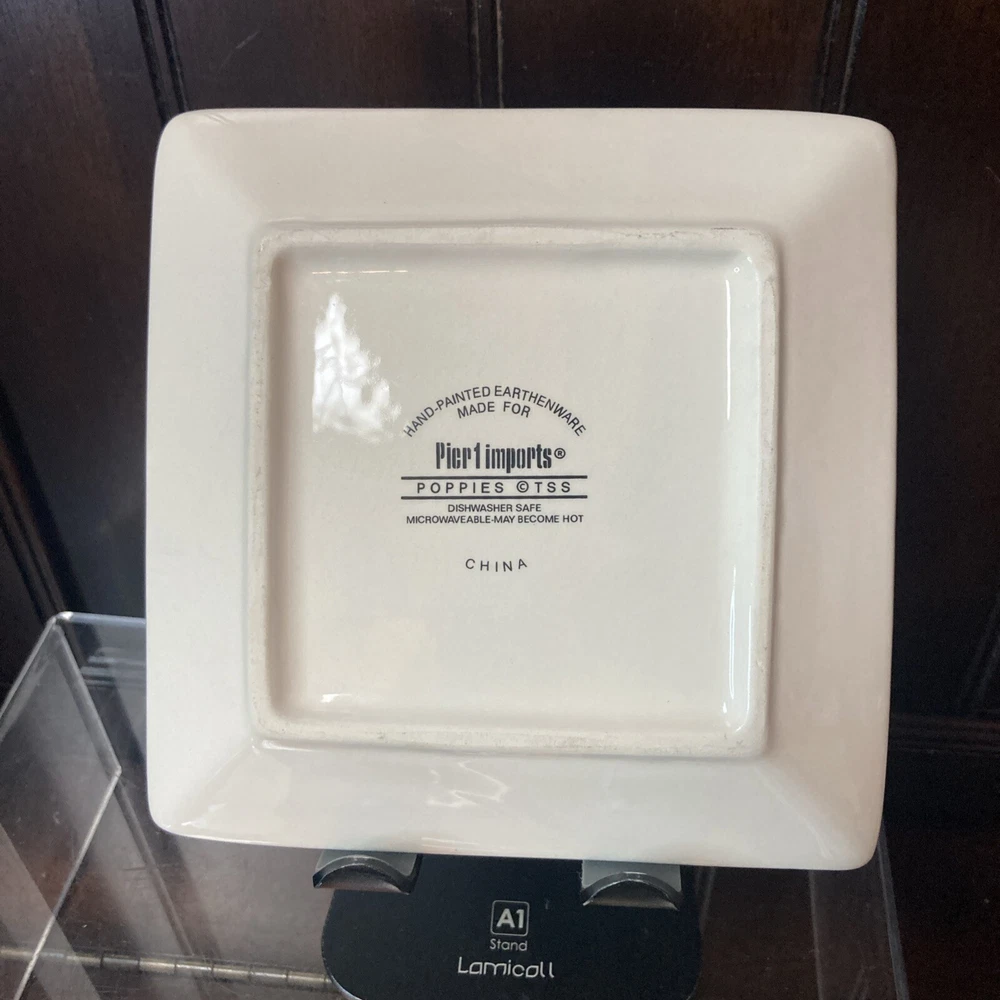 HAND-PAINTED EARTHENWARE
MADE FOR
Pier 1 imports®
POPPIES ©TSS
DISHWASHER SAFE
MICROWAVEABLE-MAY BECOME HOT
CHINA
A1
Stand
Lamicall